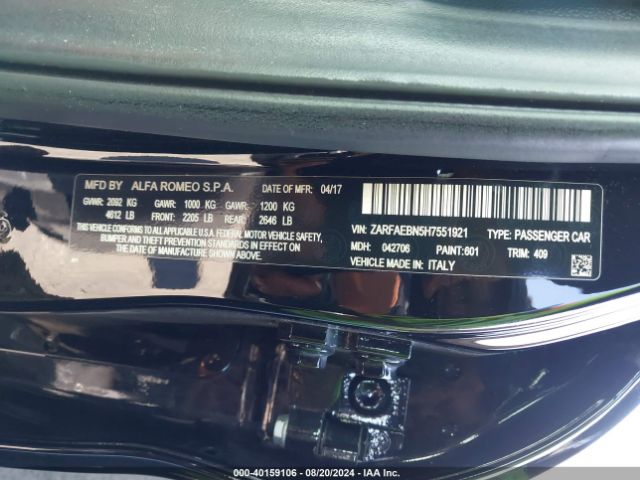 MFD BY ALFA ROMEO S.P.A. DATE OF MFR: 04/17
GVWR: 2092 KG GAWR: 1000 KG GAWR: 1200 KG
4612 LB FRONT: 2205 LB REAR: 2646 LB
THIS VEHICLE CONFORMS TO ALL APPLICABLE U.S.A. FEDERAL MOTOR VEHICLE SAFETY,
BUMPER AND THEFT PREVENTION STANDARDS IN EFFECT ON THE DATE OF MANUFACTURE SHOWN ABOVE.
VIN: ZARFAEBN5H7551921 TYPE: PASSENGER CAR
MDH: 042706 PAINT: 601 TRIM: 409
VEHICLE MADE IN: ITALY
000-40159106 - 08/20/2024 - IAAI.COM